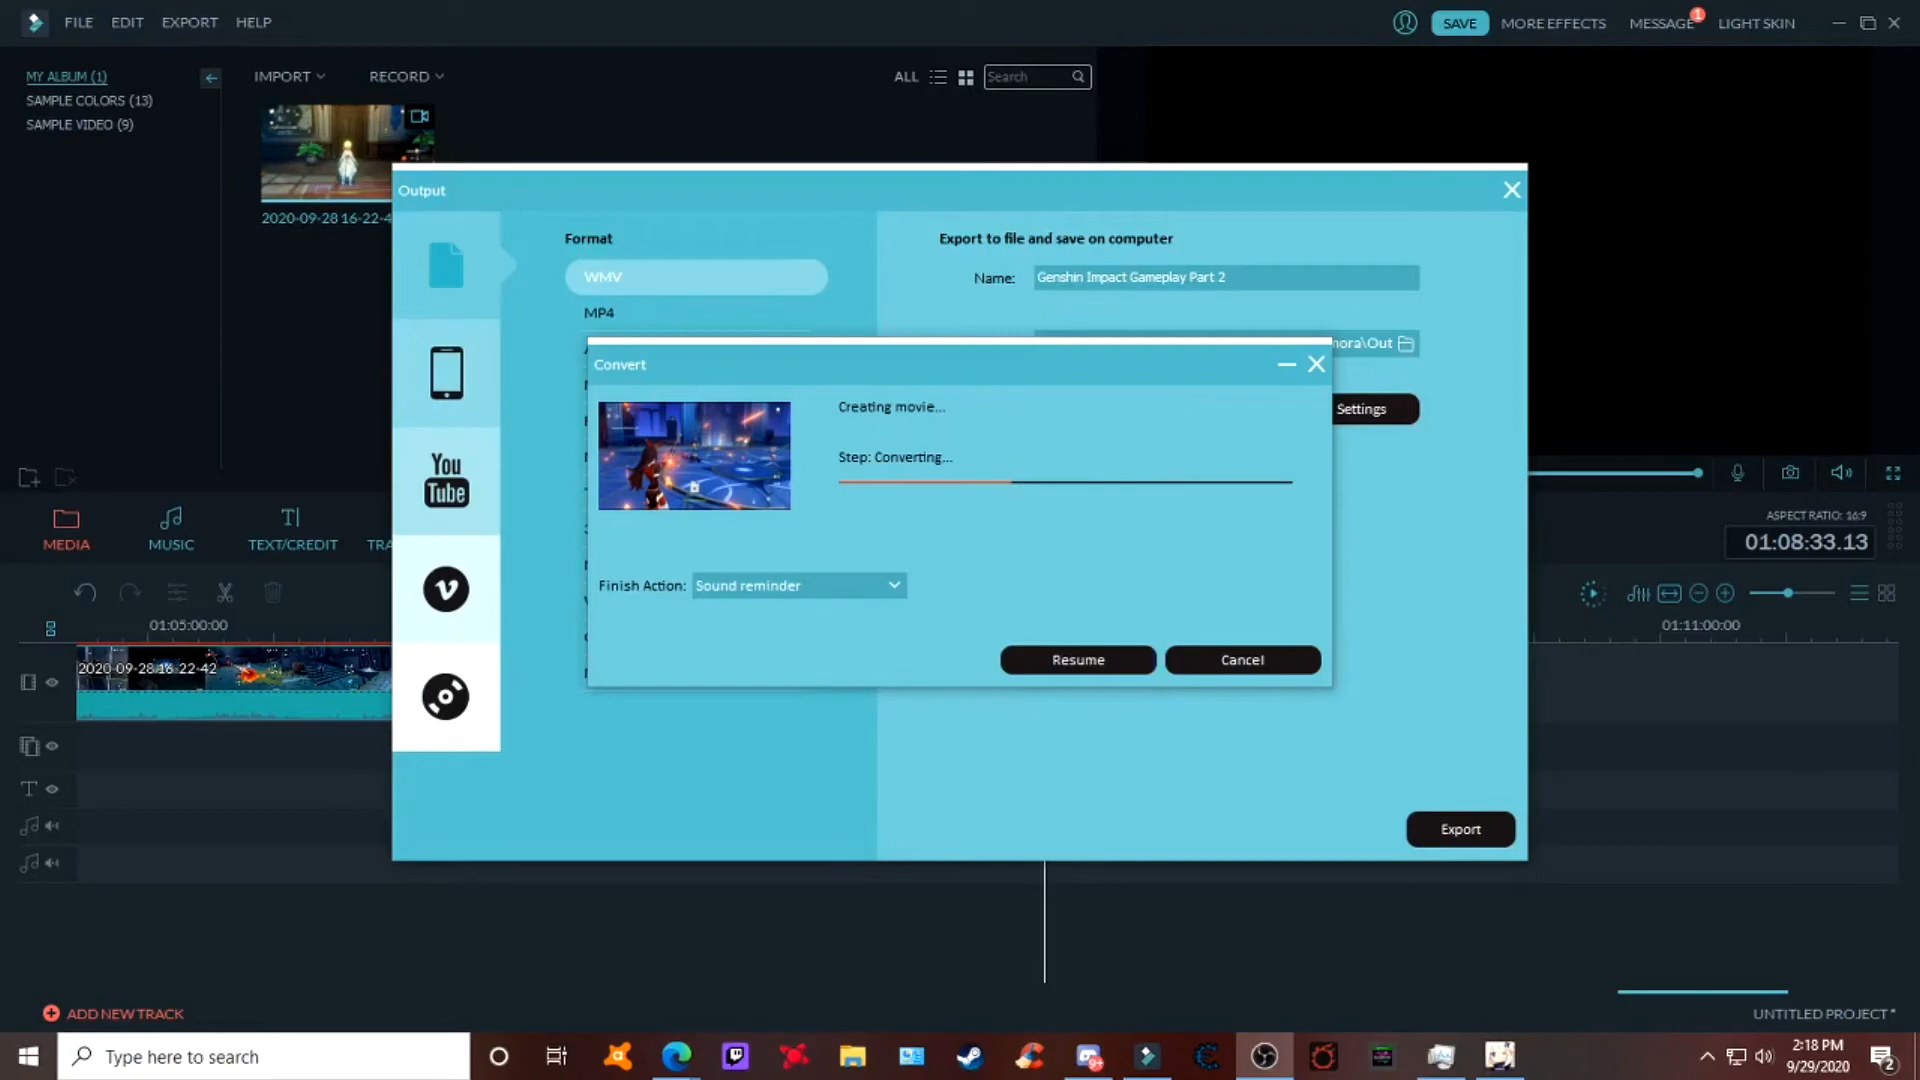 FILE EDIT EXPORT HELP
SAVE MORE EFFECTS MESSAGE 1 LIGHT SKIN
MY ALBUM (1)
SAMPLE COLORS (13)
SAMPLE VIDEO (9)
IMPORT RECORD
ALL Search
2020-09-28 16-22-4
Output
Format
WMV
MP4
Export to file and save on computer
Name: Genshin Impact Gameplay Part 2
mora\Out
Settings
Convert
Creating movie...
Step: Converting...
Finish Action: Sound reminder
Resume Cancel
Export
You
Tube
MEDIA MUSIC TEXT/CREDIT TRA
ASPECT RATIO: 16:9
01:08:33.13
01:05:00:00
01:11:00:00
2020-09-28 16-22-42
ADD NEW TRACK
UNTITLED PROJECT*
Type here to search
2:18 PM
9/29/2020
2